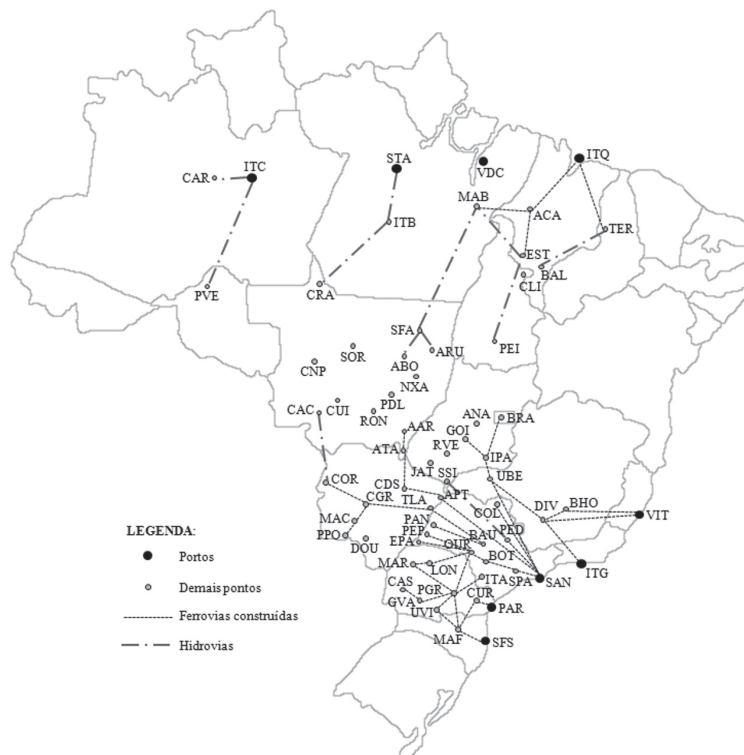 ITC
STA
ITQ
CAR
VDC
MAB
ACA
ITB
TER
EST
BAL
CLI
PVE
CRA
SFA
SOR
ARU
PEI
CNP
ABO
NXA
CAC
CUI
PDL
RON
ANA
BRA
AAR
GOI
RVE
ATA
IPA
JAT
SSI
UBE
COR
CDS
APT
CGR
TLA
COL
DIV
BHO
VIT
MAC
PAN
PED
PPO
PEP
BAU
DOU
EPA
OUR
BOT
MAR
LON
SPA
SAN
ITG
CAS
PGR
ITA
GVA
CUR
UVI
PAR
MAF
SFS
LEGENDA:
Portos
Demais pontos
Ferrovias construídas
Hidrovias